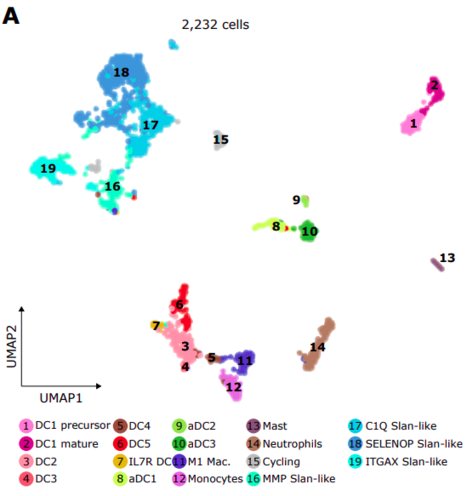 A
2,232 cells
18
2
17
1
15
19
16
9
8
10
13
6
7
3
14
5
11
4
12
UMAP2
UMAP1
1 DC1 precursor 5 DC4 9 aDC2 13 Mast 17 C1Q Slan-like
2 DC1 mature 6 DC5 10 aDC3 14 Neutrophils 18 SELENOP Slan-like
3 DC2 7 IL7R DC 11 M1 Mac. 15 Cycling 19 ITGAX Slan-like
4 DC3 8 aDC1 12 Monocytes 16 MMP Slan-like